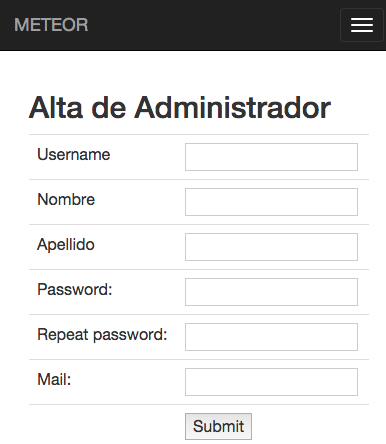 METEOR
Alta de Administrador
Username
Nombre
Apellido
Password:
Repeat password:
Mail:
Submit